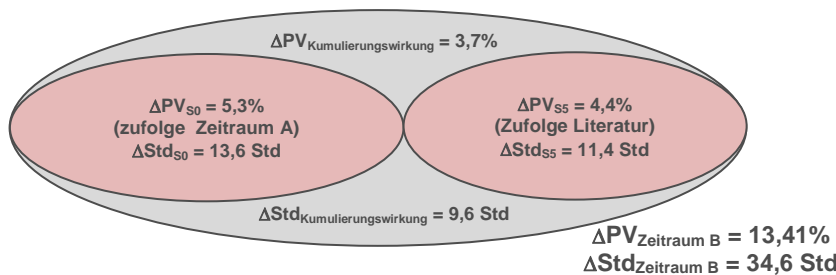 ΔPVKumulierungswirkung = 3,7%
ΔPVS0 = 5,3%
(zufolge Zeitraum A)
ΔStdS0 = 13,6 Std
ΔPVS5 = 4,4%
(Zufolge Literatur)
ΔStdS5 = 11,4 Std
ΔStdKumulierungswirkung = 9,6 Std
ΔPVZeitraum B = 13,41%
ΔStdZeitraum B = 34,6 Std